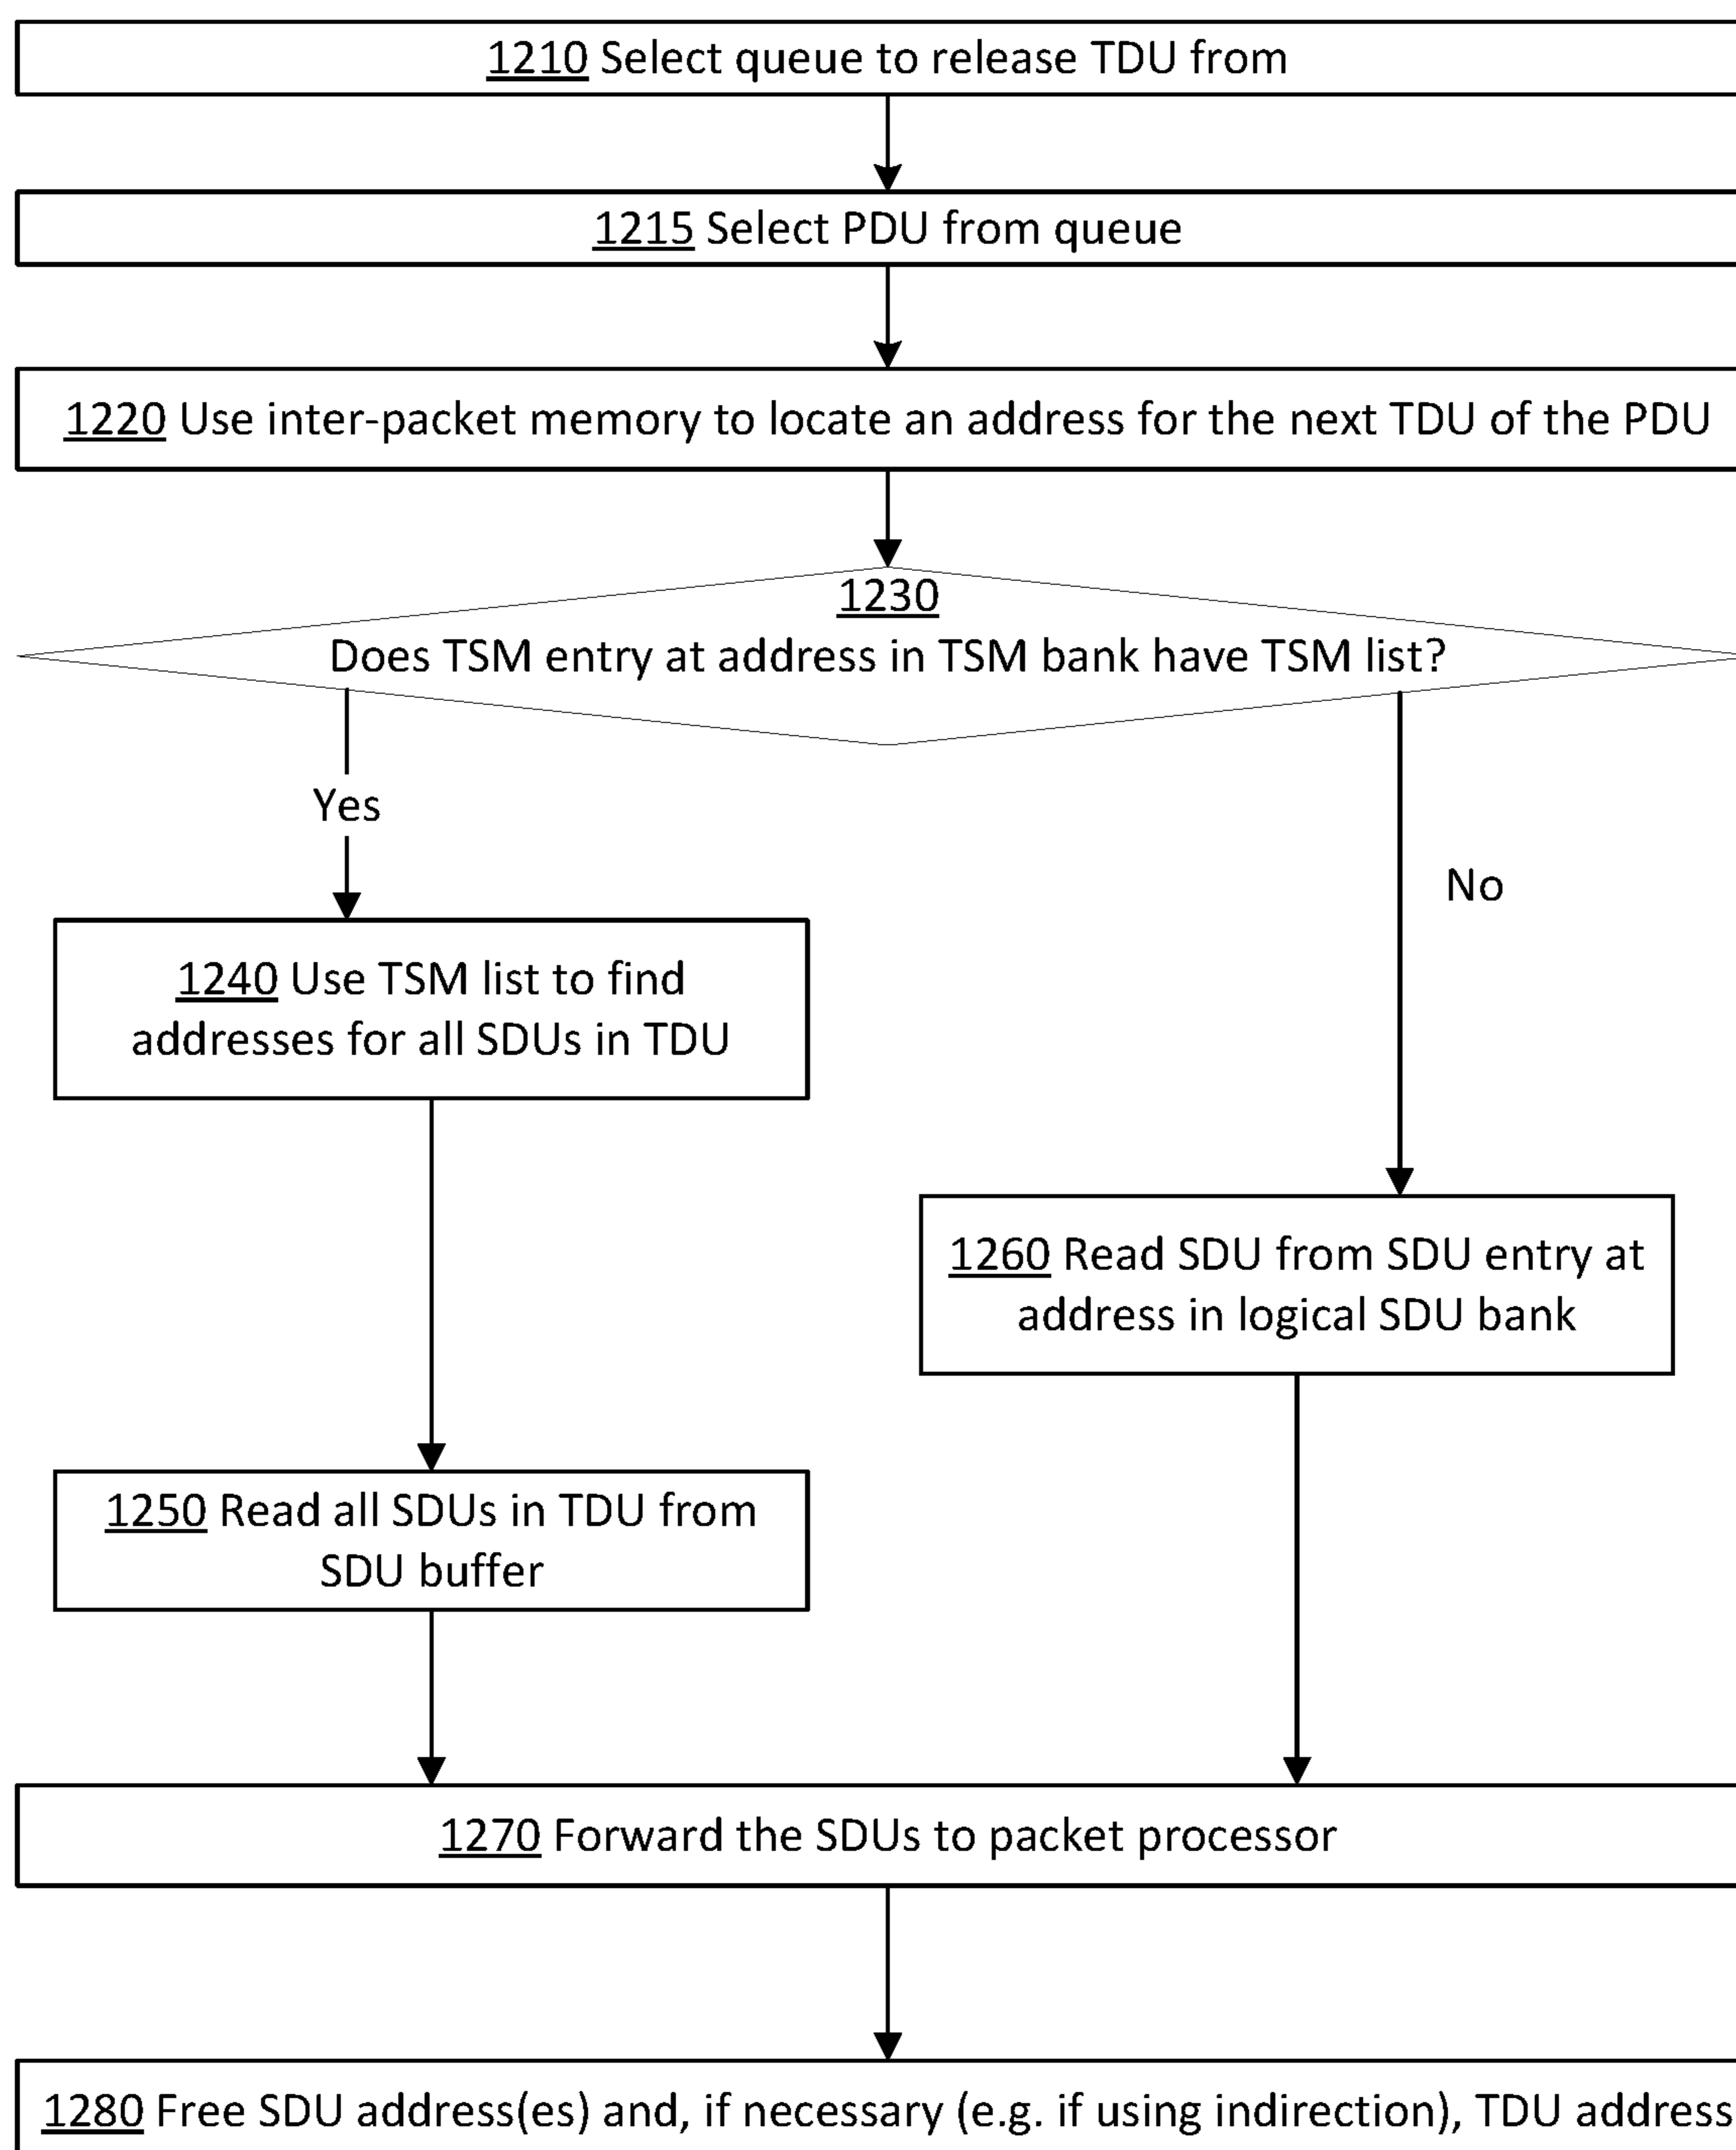 1210 Select queue to release TDU from
1215 Select PDU from queue
1220 Use inter-packet memory to locate an address for the next TDU of the PDU
1230
Does TSM entry at address in TSM bank have TSM list?
Yes
No
1240 Use TSM list to find
addresses for all SDUs in TDU
1260 Read SDU from SDU entry at
address in logical SDU bank
1250 Read all SDUs in TDU from
SDU buffer
1270 Forward the SDUs to packet processor
1280 Free SDU address(es) and, if necessary (e.g. if using indirection), TDU address